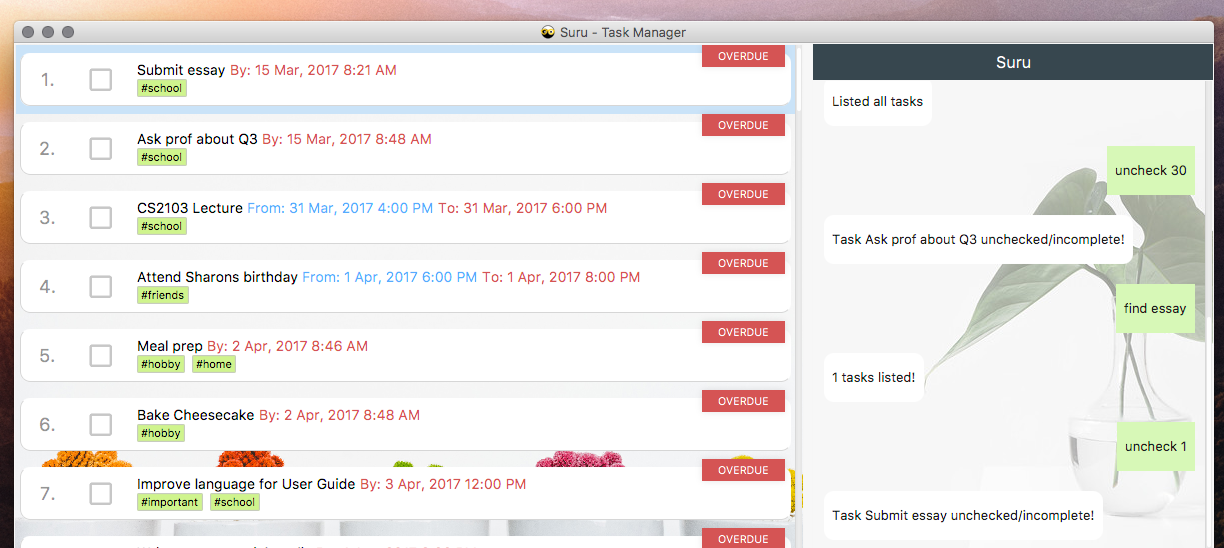 Suru - Task Manager
1. Submit essay By: 15 Mar, 2017 8:21 AM OVERDUE
#school
2. Ask prof about Q3 By: 15 Mar, 2017 8:48 AM OVERDUE
#school
3. CS2103 Lecture From: 31 Mar, 2017 4:00 PM To: 31 Mar, 2017 6:00 PM OVERDUE
#school
4. Attend Sharons birthday From: 1 Apr, 2017 6:00 PM To: 1 Apr, 2017 8:00 PM OVERDUE
#friends
5. Meal prep By: 2 Apr, 2017 8:46 AM OVERDUE
#hobby #home
6. Bake Cheesecake By: 2 Apr, 2017 8:48 AM OVERDUE
#hobby
7. Improve language for User Guide By: 3 Apr, 2017 12:00 PM OVERDUE
#important #school
OVERDUE
Suru
Listed all tasks
uncheck 30
Task Ask prof about Q3 unchecked/incomplete!
find essay
1 tasks listed!
uncheck 1
Task Submit essay unchecked/incomplete!